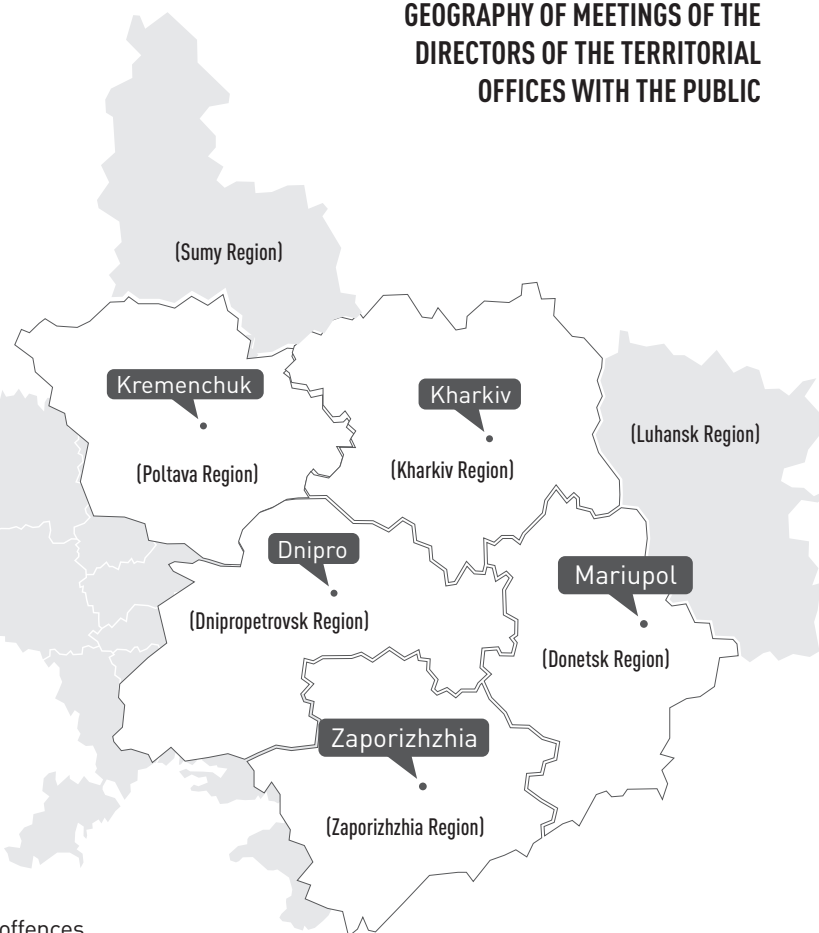 GEOGRAPHY OF MEETINGS OF THE
DIRECTORS OF THE TERRITORIAL
OFFICES WITH THE PUBLIC
(Sumy Region)
Kremenchuk
(Poltava Region)
Kharkiv
(Kharkiv Region)
(Luhansk Region)
Dnipro
(Dnipropetrovsk Region)
Mariupol
(Donetsk Region)
Zaporizhzhia
(Zaporizhzhia Region)
offences